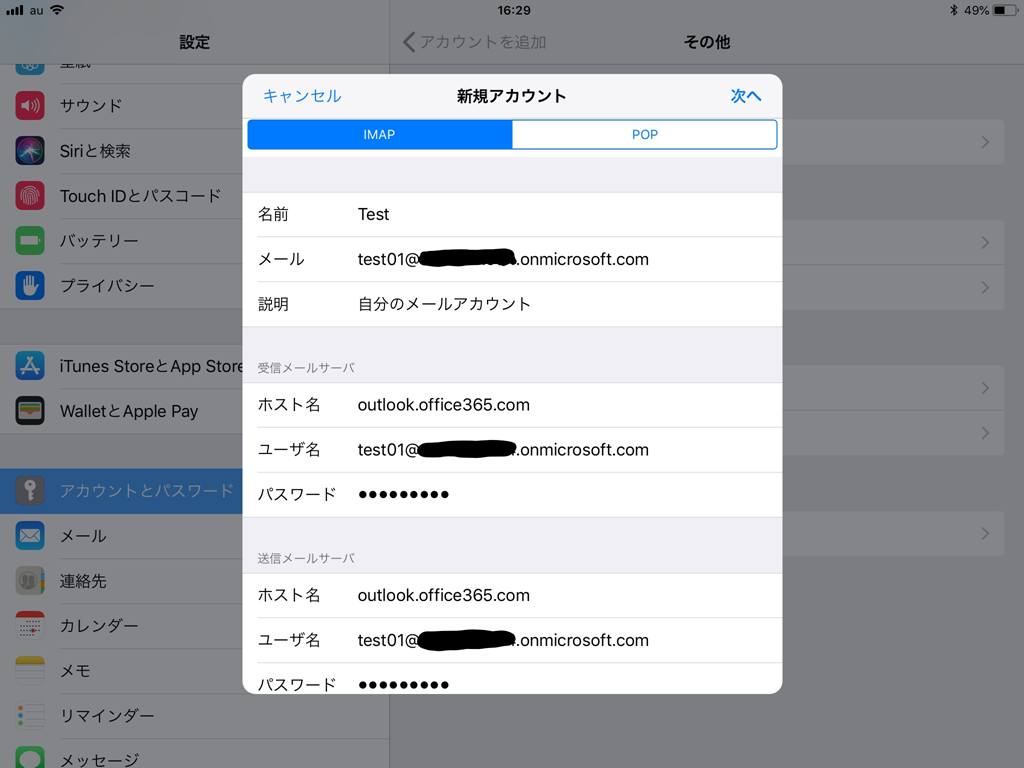 au 16:29 49%
設定
アカウントを追加 その他
サウンド
Siriと検索
Touch IDとパスコード
バッテリー
プライバシー
iTunes StoreとApp Store
WalletとApple Pay
アカウントとパスワード
メール
連絡先
カレンダー
メモ
リマインダー
メッセージ
キャンセル 新規アカウント 次へ
IMAP POP
名前 Test
メール test01@ .onmicrosoft.com
説明 自分のメールアカウント
受信メールサーバ
ホスト名 outlook.office365.com
ユーザ名 test01@ .onmicrosoft.com
パスワード ●●●●●●●●●
送信メールサーバ
ホスト名 outlook.office365.com
ユーザ名 test01@ .onmicrosoft.com
パスワード ●●●●●●●●●